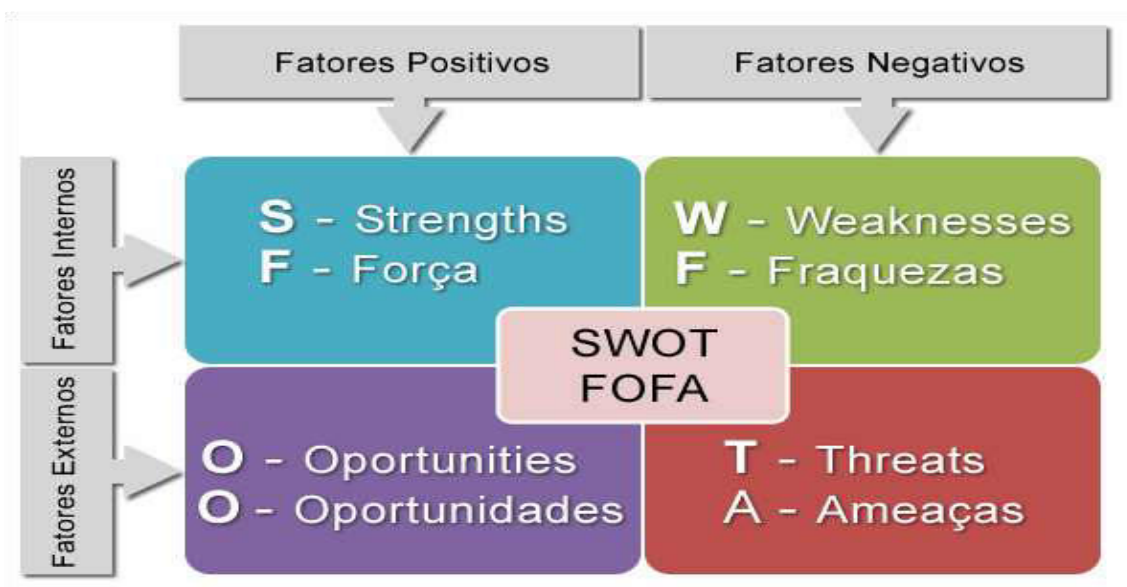 Fatores Positivos
Fatores Negativos
Fatores Internos
S - Strengths
F - Força
W - Weaknesses
F - Fraquezas
SWOT
FOFA
Fatores Externos
O - Oportunities
O - Oportunidades
T - Threats
A - Ameaças